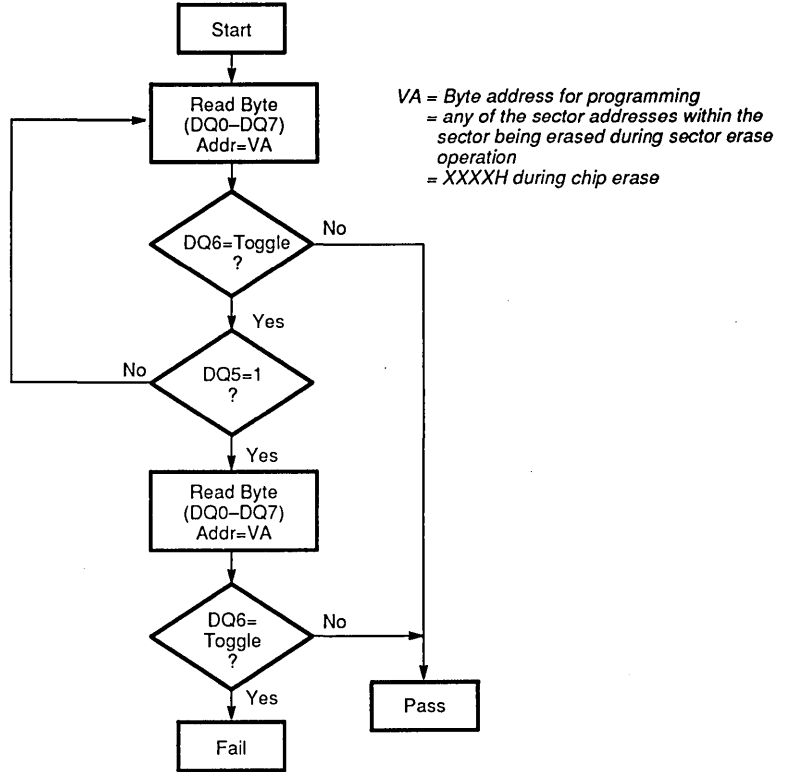 Start
Read Byte
(DQ0–DQ7)
Addr=VA
VA = Byte address for programming
= any of the sector addresses within the
sector being erased during sector erase
operation
= XXXXH during chip erase
DQ6=Toggle
?
No
Yes
No
DQ5=1
?
Yes
Read Byte
(DQ0–DQ7)
Addr=VA
DQ6=
Toggle
?
No
Yes
Pass
Fail